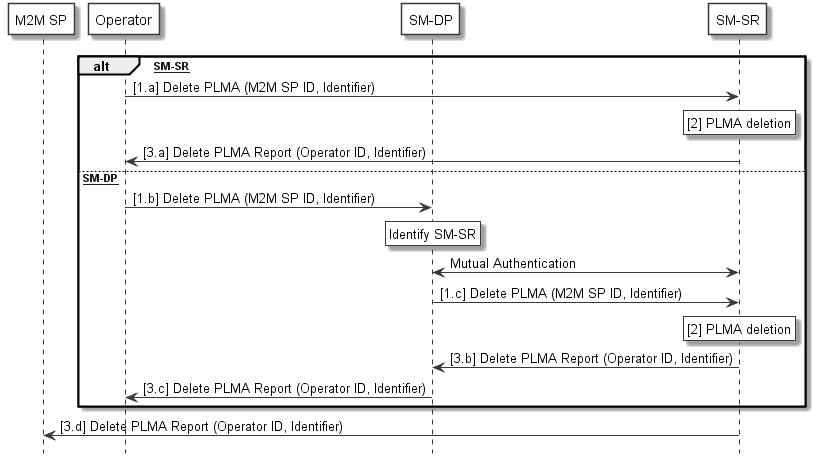 M2M SP
Operator
SM-DP
SM-SR
alt
SM-SR
[1.a] Delete PLMA (M2M SP ID, Identifier)
[2] PLMA deletion
[3.a] Delete PLMA Report (Operator ID, Identifier)
SM-DP
[1.b] Delete PLMA (M2M SP ID, Identifier)
Identify SM-SR
Mutual Authentication
[1.c] Delete PLMA (M2M SP ID, Identifier)
[2] PLMA deletion
[3.b] Delete PLMA Report (Operator ID, Identifier)
[3.c] Delete PLMA Report (Operator ID, Identifier)
[3.d] Delete PLMA Report (Operator ID, Identifier)